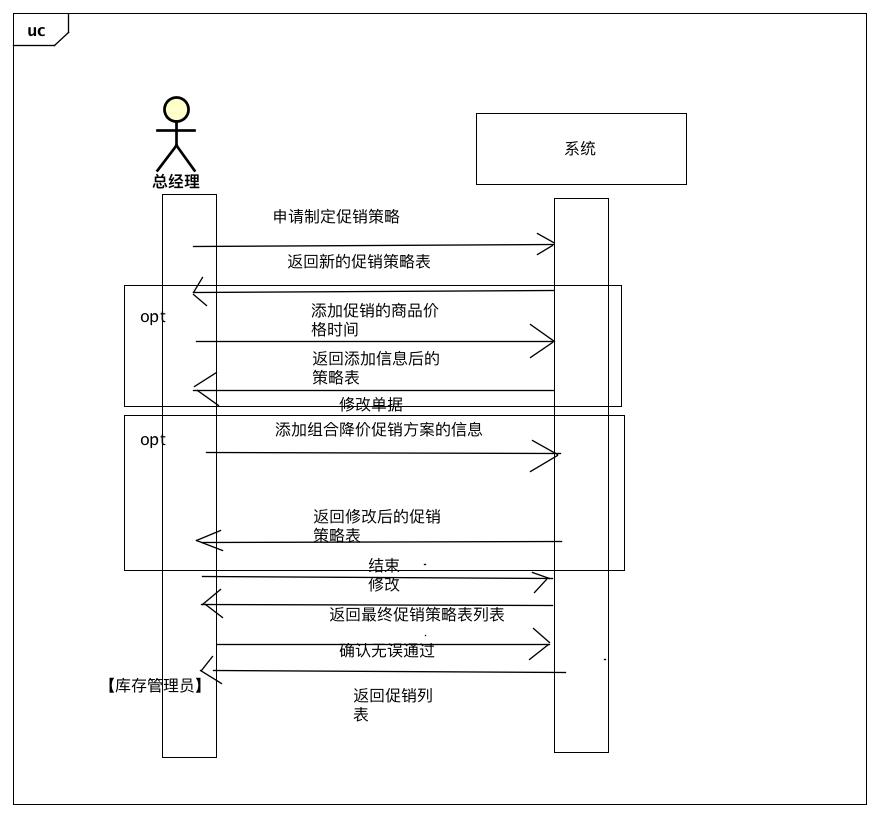 uc
总经理
系统
申请制定促销策略
返回新的促销策略表
opt
添加促销的商品价
格时间
返回添加信息后的
策略表
修改单据
opt
添加组合降价促销方案的信息
返回修改后的促销
策略表
结束
修改
返回最终促销策略表列表
确认无误通过
【库存管理员】
返回促销列
表